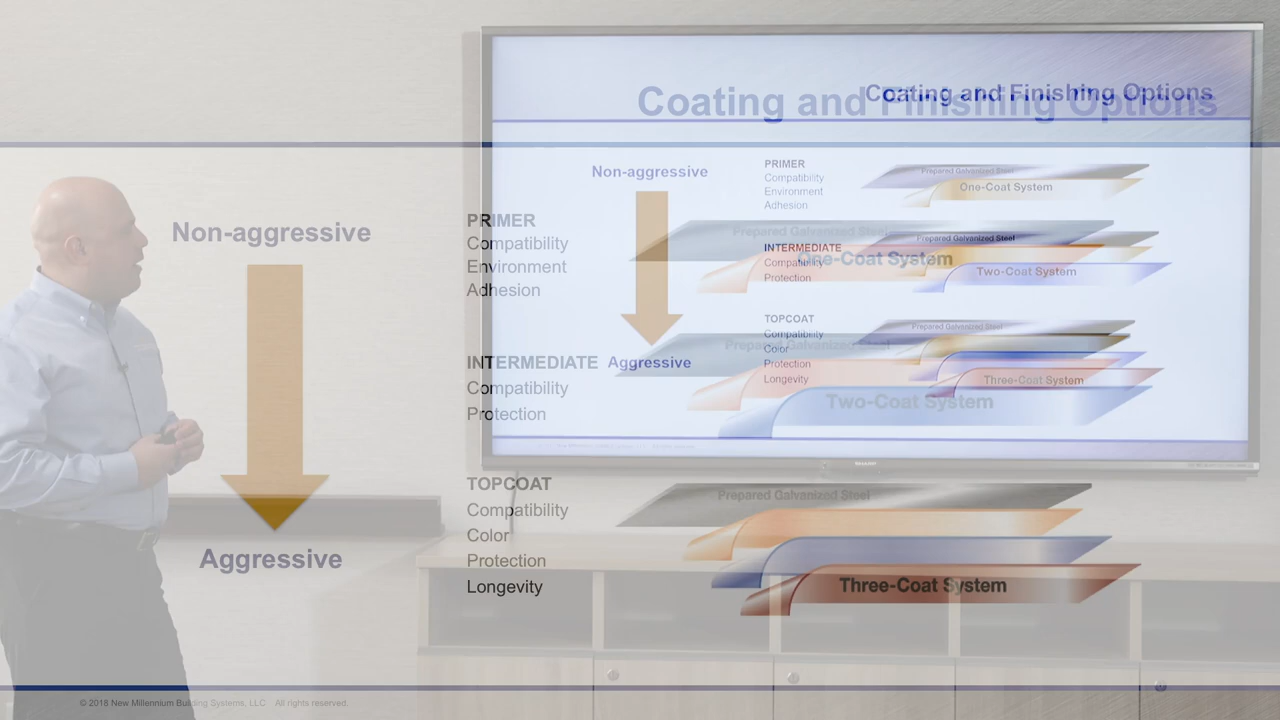 Coating and Finishing Options
Non-aggressive
Aggressive
PRIMER
Compatibility
Environment
Adhesion
INTERMEDIATE
Compatibility
Protection
TOPCOAT
Compatibility
Color
Protection
Longevity
Prepared Galvanized Steel
One-Coat System
Prepared Galvanized Steel
Two-Coat System
Prepared Galvanized Steel
Three-Coat System
© 2018 New Millennium Building Systems, LLC All rights reserved.
Coating and Finishing Options
Non-aggressive
Aggressive
PRIMER
Compatibility
Environment
Adhesion
INTERMEDIATE
Compatibility
Protection
TOPCOAT
Compatibility
Color
Protection
Longevity
Prepared Galvanized Steel
One-Coat System
Prepared Galvanized Steel
Two-Coat System
Prepared Galvanized Steel
Three-Coat System
SHARP